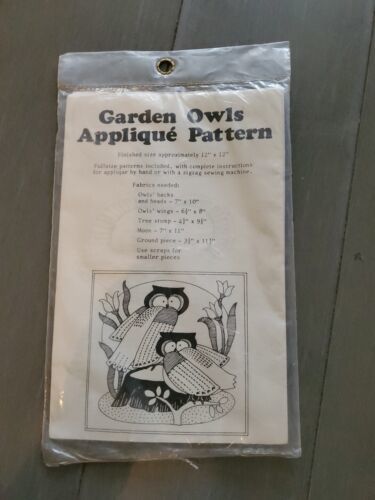 Garden Owls
Appliqué Pattern
Finished size approximately 12" x 12"
Fullsize patterns included, with complete instructions
for applique by hand or with a zigzag sewing machine.
Fabrics needed:
Owls' backs
and heads - 7" x 10"
Owls' wings - 6½" x 8"
Tree stump - 4½" x 9½"
Moon - 7" x 11"
Ground piece - 3½" x 11½"
Use scraps for
smaller pieces